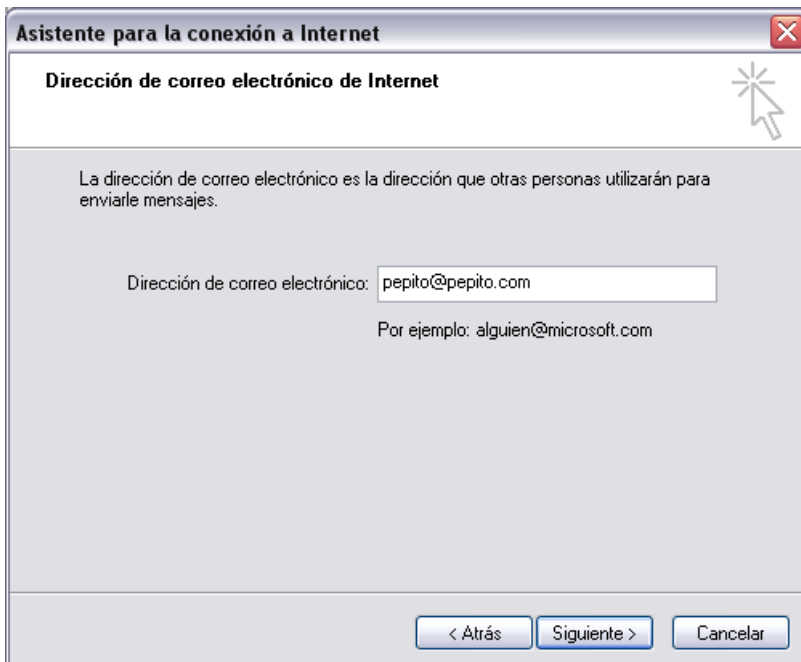 Asistente para la conexión a Internet
Dirección de correo electrónico de Internet
La dirección de correo electrónico es la dirección que otras personas utilizarán para
enviarle mensajes.
Dirección de correo electrónico: pepito@pepito.com
Por ejemplo: alguien@microsoft.com
< Atrás Siguiente > Cancelar